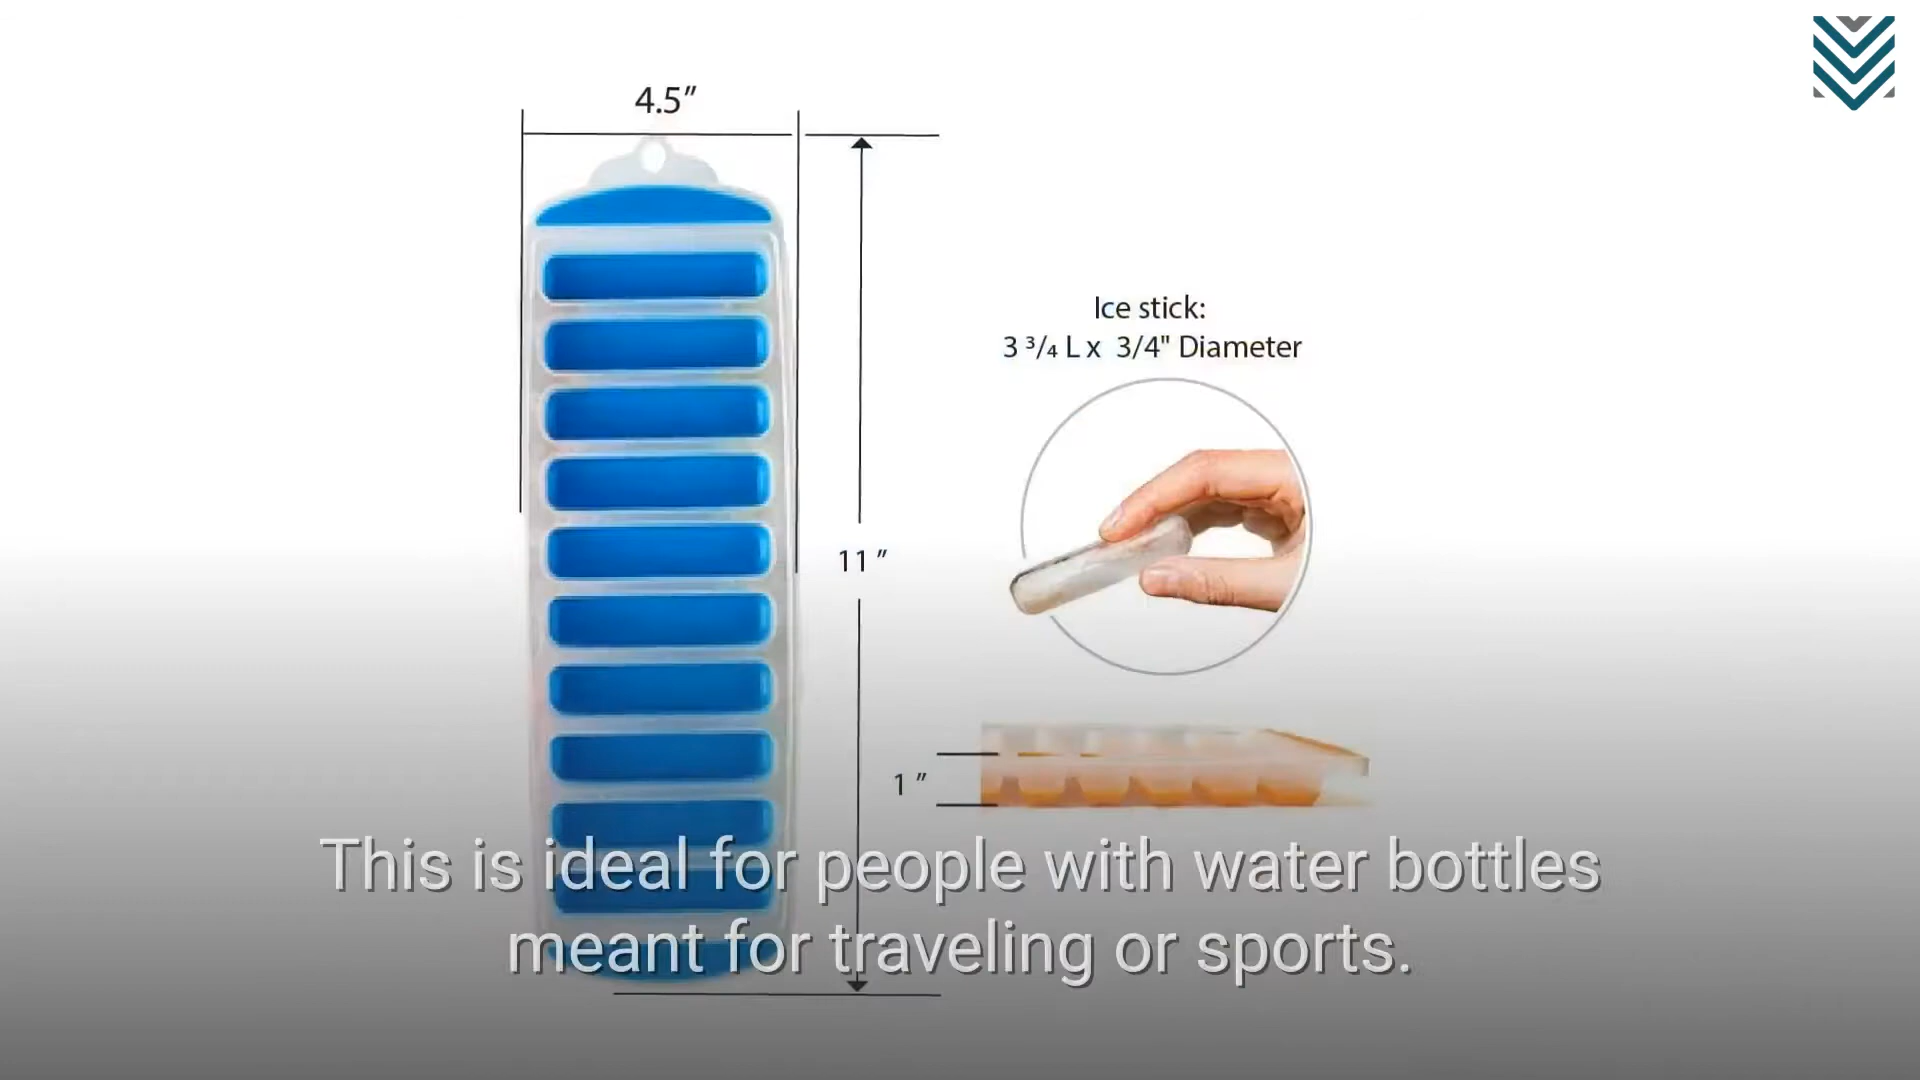 4.5”
Ice stick:
3 ³/₄ L x 3/4" Diameter
11 ”
1 ”
This is ideal for people with water bottles
meant for traveling or sports.